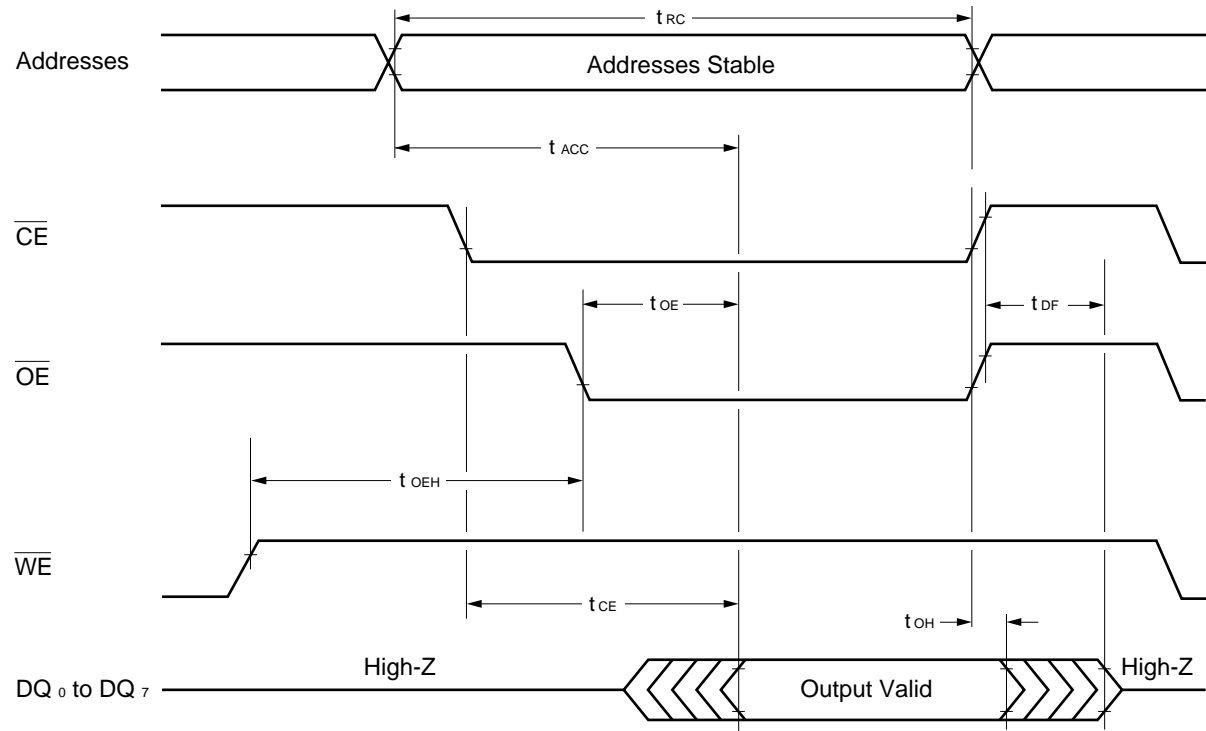 t RC
Addresses
Addresses Stable
t ACC
CE
t OE
t DF
OE
t OEH
WE
t CE
t OH
High-Z
High-Z
DQ 0 to DQ 7
Output Valid